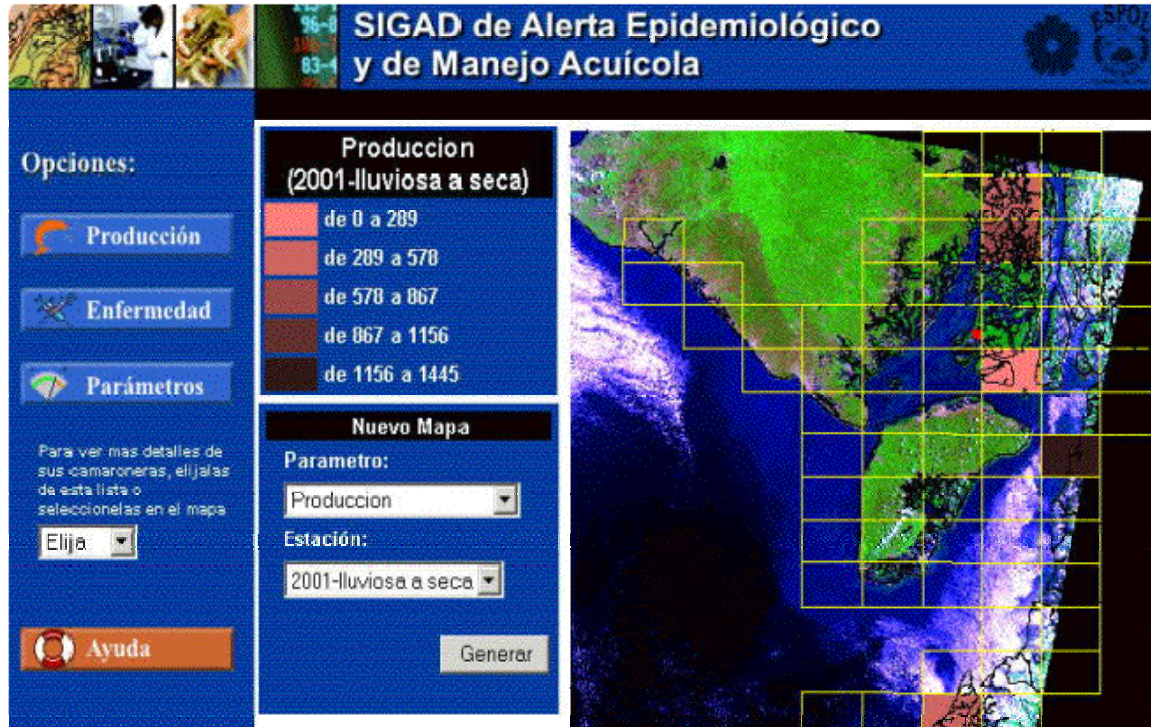 SIGAD de Alerta Epidemiológico
y de Manejo Acuícola
ESPOL
Opciones:
Producción
Enfermedad
Parámetros
Para ver mas detalles de
sus camaroneras, elijalas
de esta lista o
seleccionelas en el mapa
Elija
Ayuda
Produccion
(2001-lluviosa a seca)
de 0 a 289
de 289 a 578
de 578 a 867
de 867 a 1156
de 1156 a 1445
Nuevo Mapa
Parametro:
Produccion
Estación:
2001-lluviosa a seca
Generar